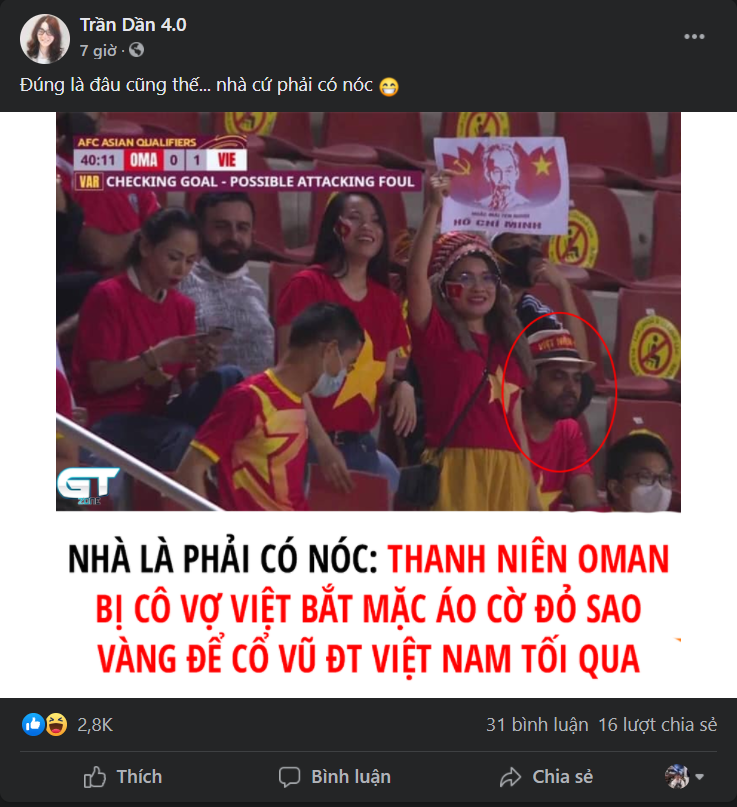 Trần Dần 4.0
7 giờ ·
Đúng là đâu cũng thế... nhà cứ phải có nóc 😁
AFC ASIAN QUALIFIERS
40:11 OMA 0 1 VIE
VAR CHECKING GOAL - POSSIBLE ATTACKING FOUL
HỒ CHÍ MINH
VIỆT NAM
GT
NHÀ LÀ PHẢI CÓ NÓC: THANH NIÊN OMAN
BỊ CÔ VỢ VIỆT BẮT MẶC ÁO CỜ ĐỎ SAO
VÀNG ĐỂ CỔ VŨ ĐT VIỆT NAM TỐI QUA
2,8K
31 bình luận 16 lượt chia sẻ
Thích
Bình luận
Chia sẻ